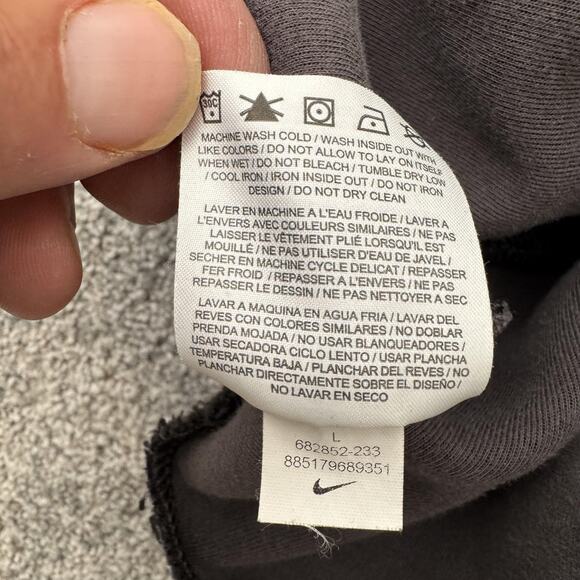 30C
MACHINE WASH COLD / WASH INSIDE OUT WITH
LIKE COLORS / DO NOT ALLOW TO LAY ON ITSELF
WHEN WET / DO NOT BLEACH / TUMBLE DRY LOW
/ COOL IRON / IRON INSIDE OUT / DO NOT IRON
DESIGN / DO NOT DRY CLEAN
LAVER EN MACHINE A L'EAU FROIDE / LAVER A
L'ENVERS AVEC COULEURS SIMILAIRES / NE PAS
LAISSER LE VÊTEMENT PLIÉ LORSQU'IL EST
MOUILLÉ / NE PAS UTILISER D'EAU DE JAVEL /
SECHER EN MACHINE CYCLE DELICAT / REPASSER
FER FROID / REPASSER A L'ENVERS / NE PAS
REPASSER LE DESSIN / NE PAS NETTOYER A SEC
LAVAR A MAQUINA EN AGUA FRIA / LAVAR DEL
REVES CON COLORES SIMILARES / NO DOBLAR
PRENDA MOJADA / NO USAR BLANQUEADORES /
USAR SECADORA CICLO LENTO / USAR PLANCHA
TEMPERATURA BAJA / PLANCHAR DEL REVES / NO
PLANCHAR DIRECTAMENTE SOBRE EL DISEÑO /
NO LAVAR EN SECO
L
682852-233
885179689351